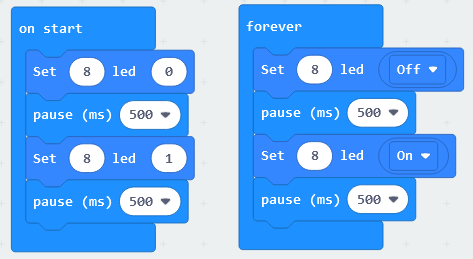 on start
Set 8 led 0
pause (ms) 500
Set 8 led 1
pause (ms) 500
forever
Set 8 led Off
pause (ms) 500
Set 8 led On
pause (ms) 500